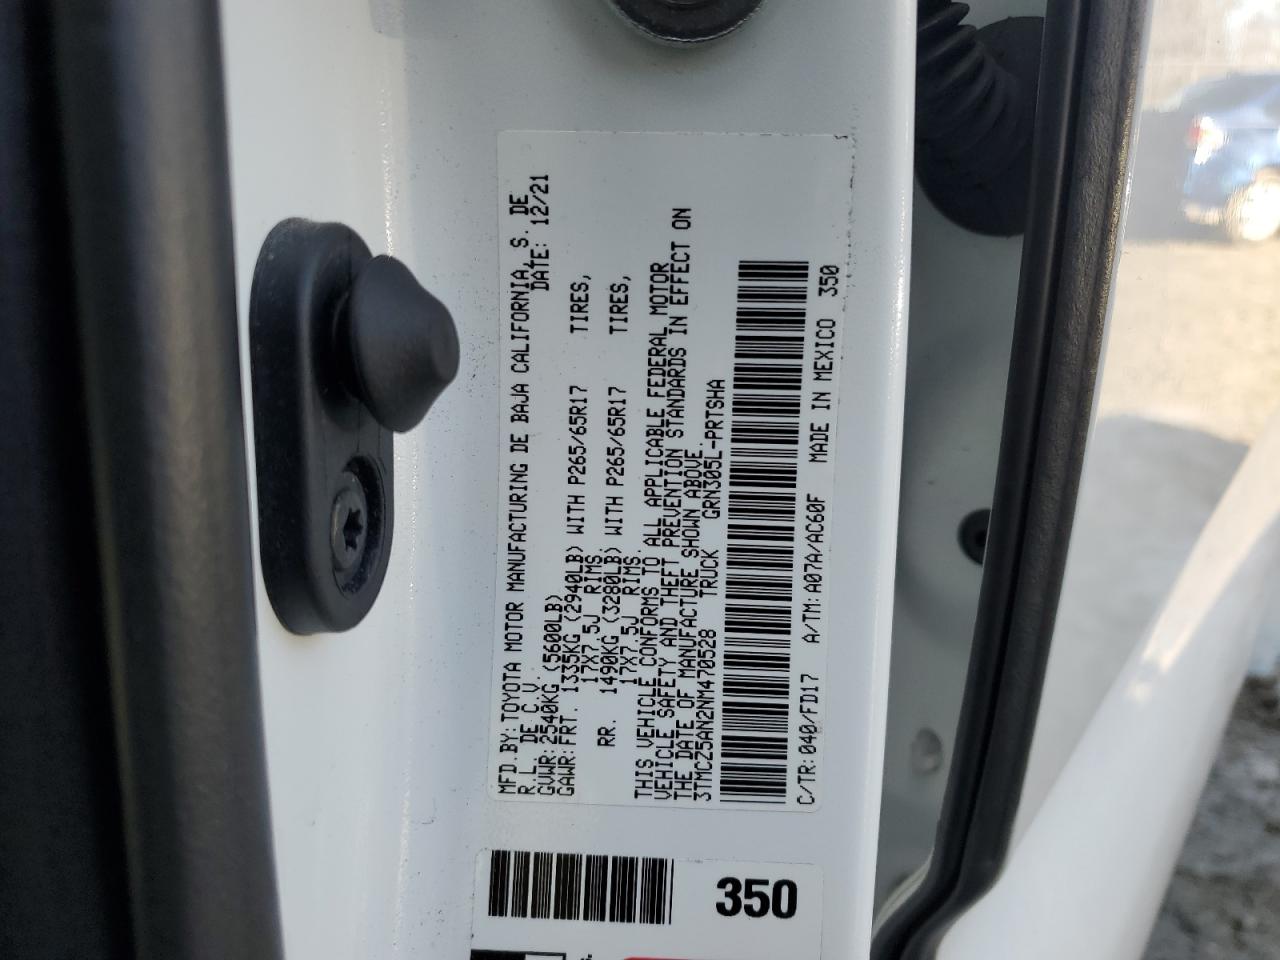 MFD.BY:TOYOTA MOTOR MANUFACTURING DE BAJA CALIFORNIA, S. DE
R.L. DE C.V. DATE: 12/21
GVWR:2540KG (5600LB)
GAWR:FRT. 1335KG (2940LB) WITH P265/65R17 TIRES,
17X7.5J RIMS.
RR. 1490KG (3280LB) WITH P265/65R17 TIRES,
17X7.5J RIMS.
THIS VEHICLE CONFORMS TO ALL APPLICABLE FEDERAL MOTOR
VEHICLE SAFETY AND THEFT PREVENTION STANDARDS IN EFFECT ON
THE DATE OF MANUFACTURE SHOWN ABOVE.
3TMCZ5AN2NM470528 TRUCK GRN305L-PRTSHA
C/TR:040/FD17 A/TM:A07A/AC60F MADE IN MEXICO 350
350